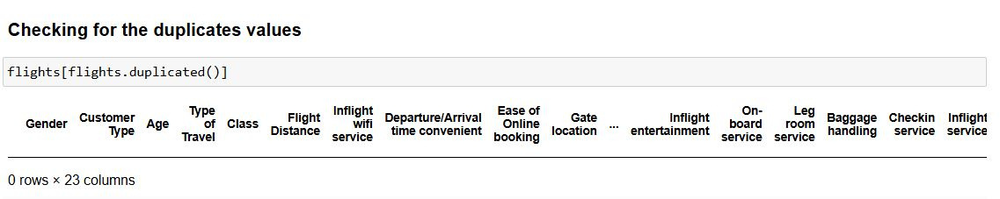 Checking for the duplicates values
flights[flights.duplicated()]
Gender Customer Type Age Type of Travel Class Flight Distance Inflight wifi service Departure/Arrival time convenient Ease of Online booking Gate location ... Inflight entertainment On-board service Leg room service Baggage handling Checkin service Inflight service
0 rows × 23 columns